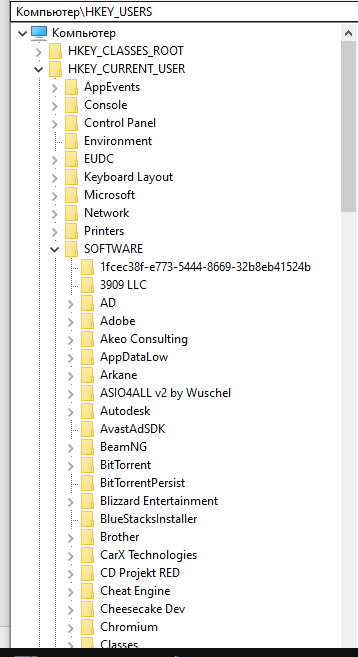 Компьютер\HKEY_USERS
Компьютер
HKEY_CLASSES_ROOT
HKEY_CURRENT_USER
AppEvents
Console
Control Panel
Environment
EUDC
Keyboard Layout
Microsoft
Network
Printers
SOFTWARE
1fcec38f-e773-5444-8669-32b8eb41524b
3909 LLC
AD
Adobe
Akeo Consulting
AppDataLow
Arkane
ASIO4ALL v2 by Wuschel
Autodesk
AvastAdSDK
BeamNG
BitTorrent
BitTorrentPersist
Blizzard Entertainment
BlueStacksInstaller
Brother
CarX Technologies
CD Projekt RED
Cheat Engine
Cheesecake Dev
Chromium
Classes